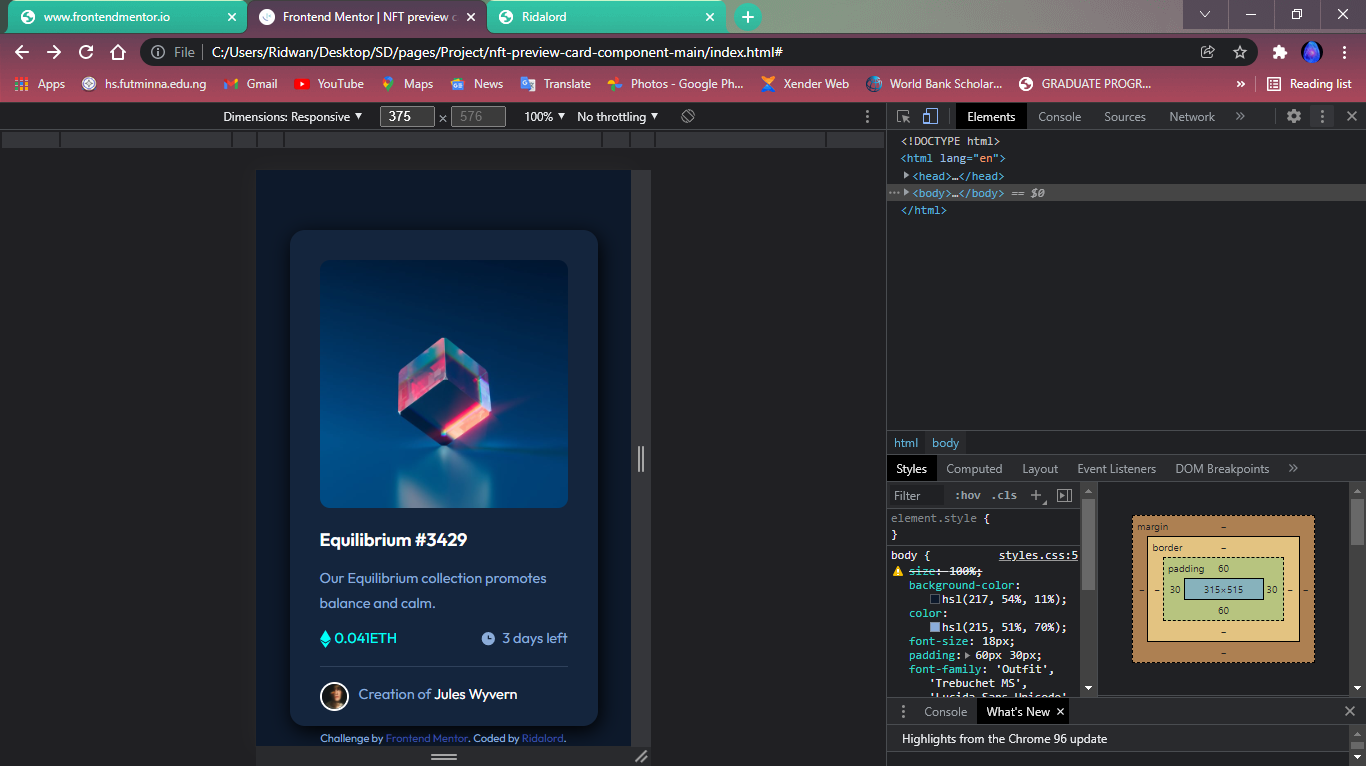 www.frontendmentor.io
Frontend Mentor | NFT preview c
Ridalord
File
C:/Users/Ridwan/Desktop/SD/pages/Project/nft-preview-card-component-main/index.html#
Apps
hs.futminna.edu.ng
Gmail
YouTube
Maps
News
Translate
Photos - Google Ph...
Xender Web
World Bank Scholar...
GRADUATE PROGR...
»
Reading list
Dimensions: Responsive ▼
375 × 576
100% ▼
No throttling ▼
Elements
Console
Sources
Network
»
<!DOCTYPE html>
<html lang="en">
▶<head>…</head>
…▶<body>…</body> == $0
</html>
Equilibrium #3429
Our Equilibrium collection promotes
balance and calm.
0.041ETH
3 days left
Creation of Jules Wyvern
Challenge by Frontend Mentor. Coded by Ridalord.
html body
Styles
Computed
Layout
Event Listeners
DOM Breakpoints
»
Filter
:hov .cls +
element.style {
}
body {
styles.css:5
size: 100%;
background-color:
hsl(217, 54%, 11%);
color:
hsl(215, 51%, 70%);
font-size: 18px;
padding:▶ 60px 30px;
font-family: 'Outfit',
'Trebuchet MS',
'Lucida Sans Unicode'
margin –
border –
padding 60
– – 30 315×515 30 – –
60
–
–
Console
What's New ×
Highlights from the Chrome 96 update